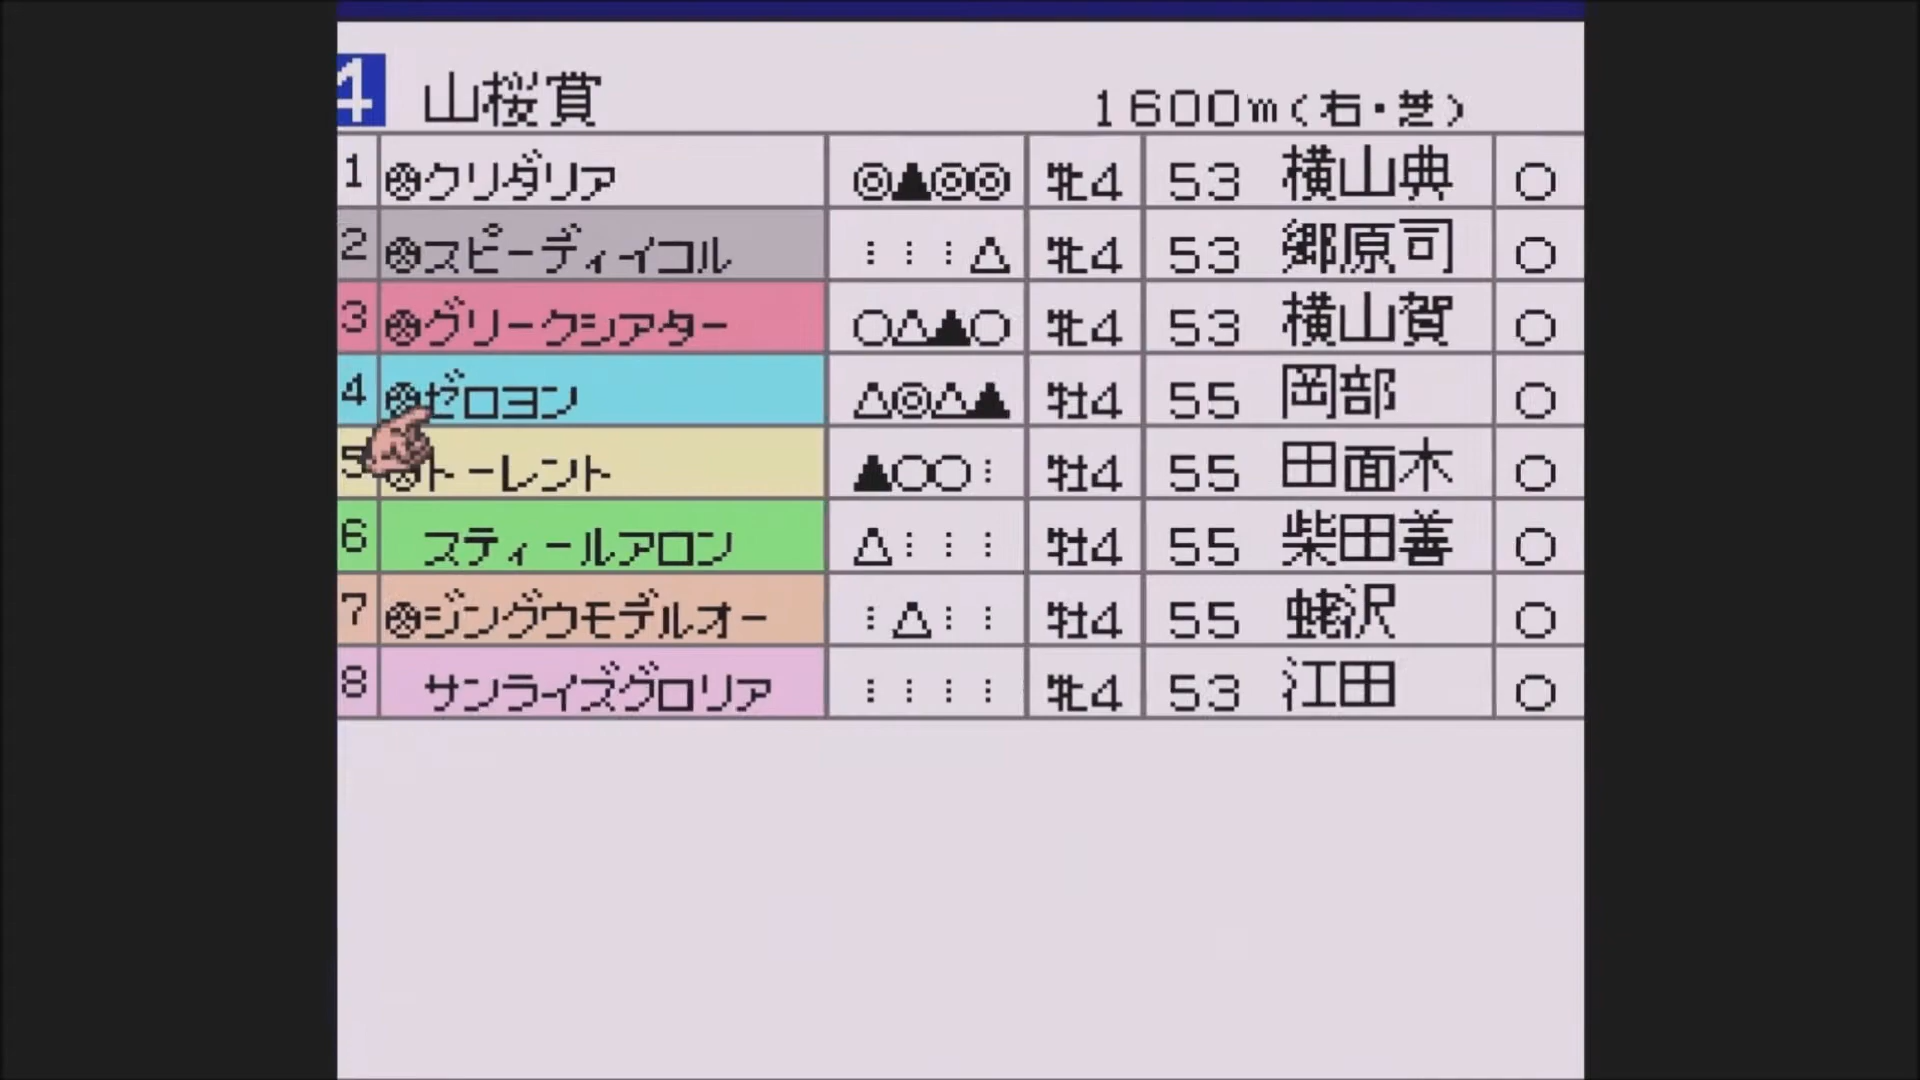 4 山桜賞 1600m(右・芝)
1 クリダリア ◎▲◎◎ 牝4 53 横山典 ○
2 スピーディイコル ⋮⋮⋮△ 牝4 53 郷原司 ○
3 グリークシアター ○△▲○ 牝4 53 横山賀 ○
4 ゼロヨン △◎△▲ 牡4 55 岡部 ○
5 トーレント ▲○○⋮ 牡4 55 田面木 ○
6 スティールアロン △⋮⋮⋮ 牡4 55 柴田善 ○
7 ジングウモデルオー ⋮△⋮⋮ 牡4 55 蛯沢 ○
8 サンライズグロリア ⋮⋮⋮⋮ 牝4 53 江田 ○